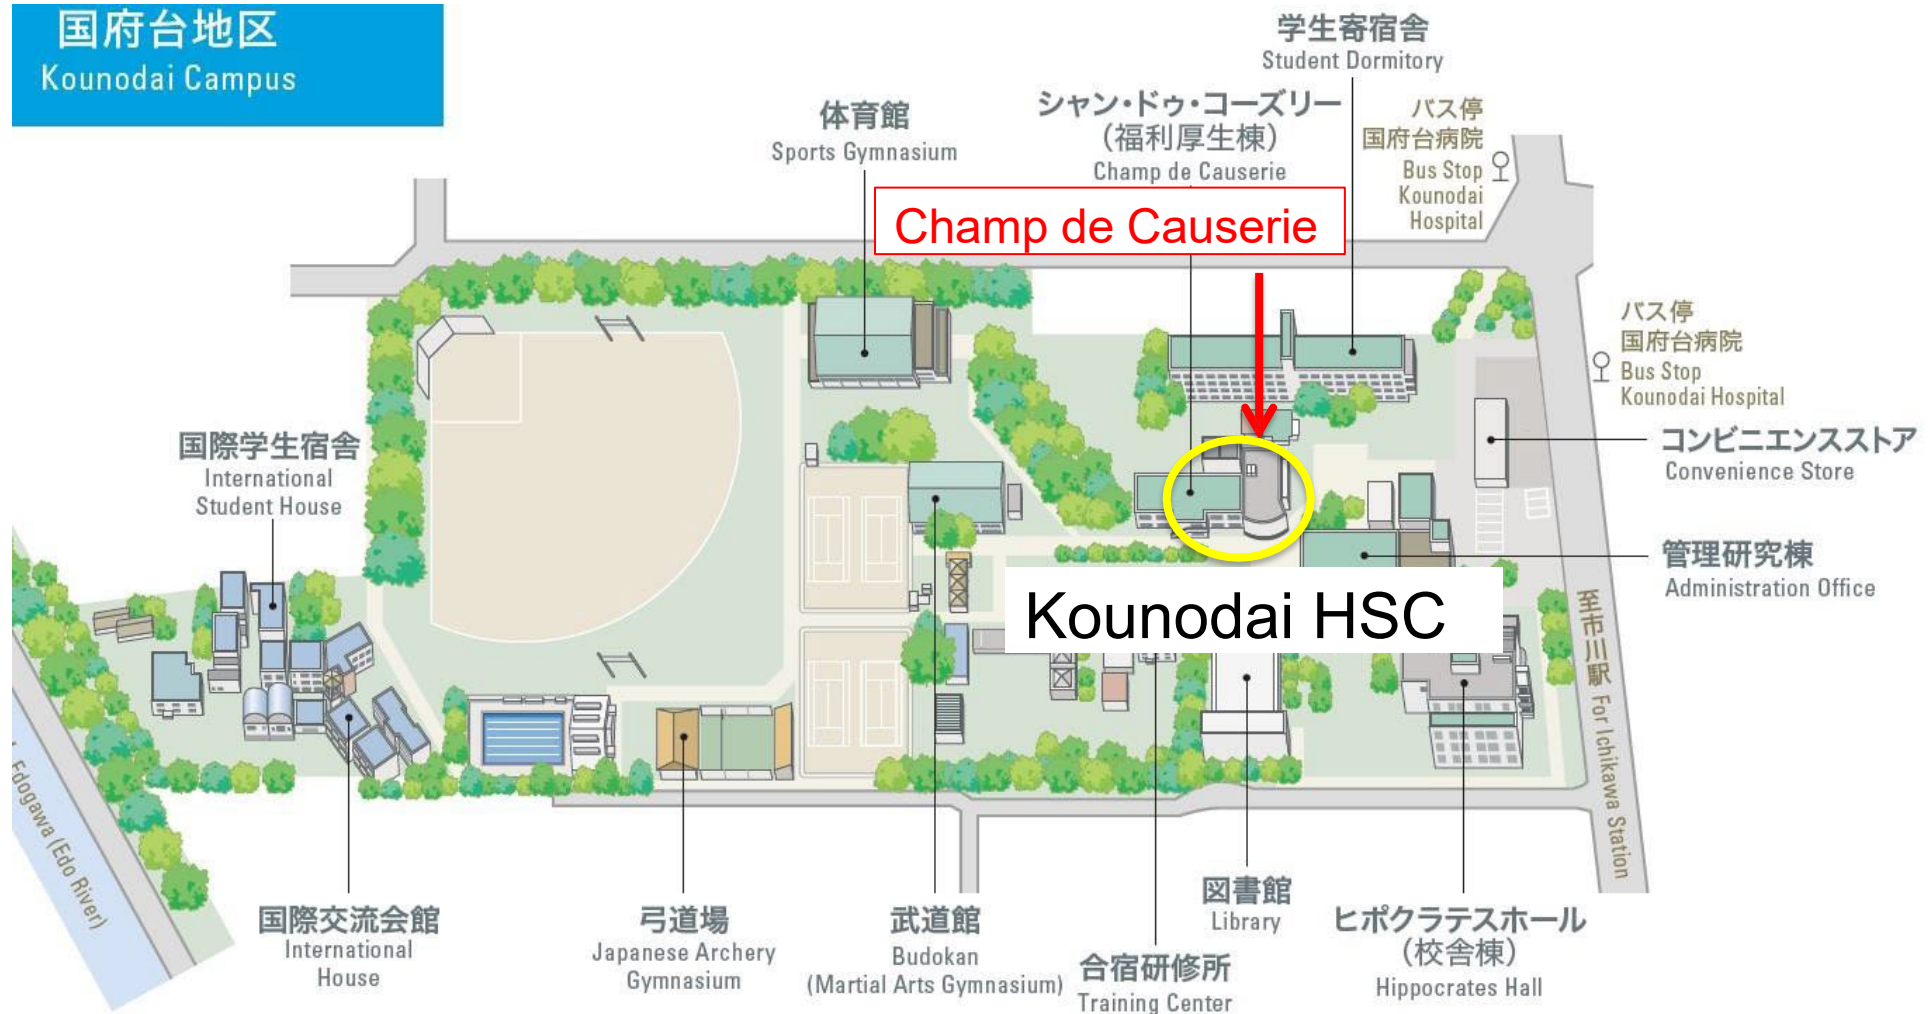 国府台地区
Kounodai Campus
学生寄宿舎
Student Dormitory
体育館
Sports Gymnasium
シャン・ドゥ・コーズリー
（福利厚生棟）
Champ de Causerie
バス停
国府台病院
Bus Stop
Kounodai
Hospital
Champ de Causerie
バス停
国府台病院
Bus Stop
Kounodai Hospital
国際学生宿舎
International
Student House
コンビニエンスストア
Convenience Store
管理研究棟
Administration Office
Kounodai HSC
至市川駅 For Ichikawa Station
Edogawa (Edo River)
国際交流会館
International
House
弓道場
Japanese Archery
Gymnasium
武道館
Budokan
(Martial Arts Gymnasium)
合宿研修所
Training Center
図書館
Library
ヒポクラテスホール
（校舎棟）
Hippocrates Hall